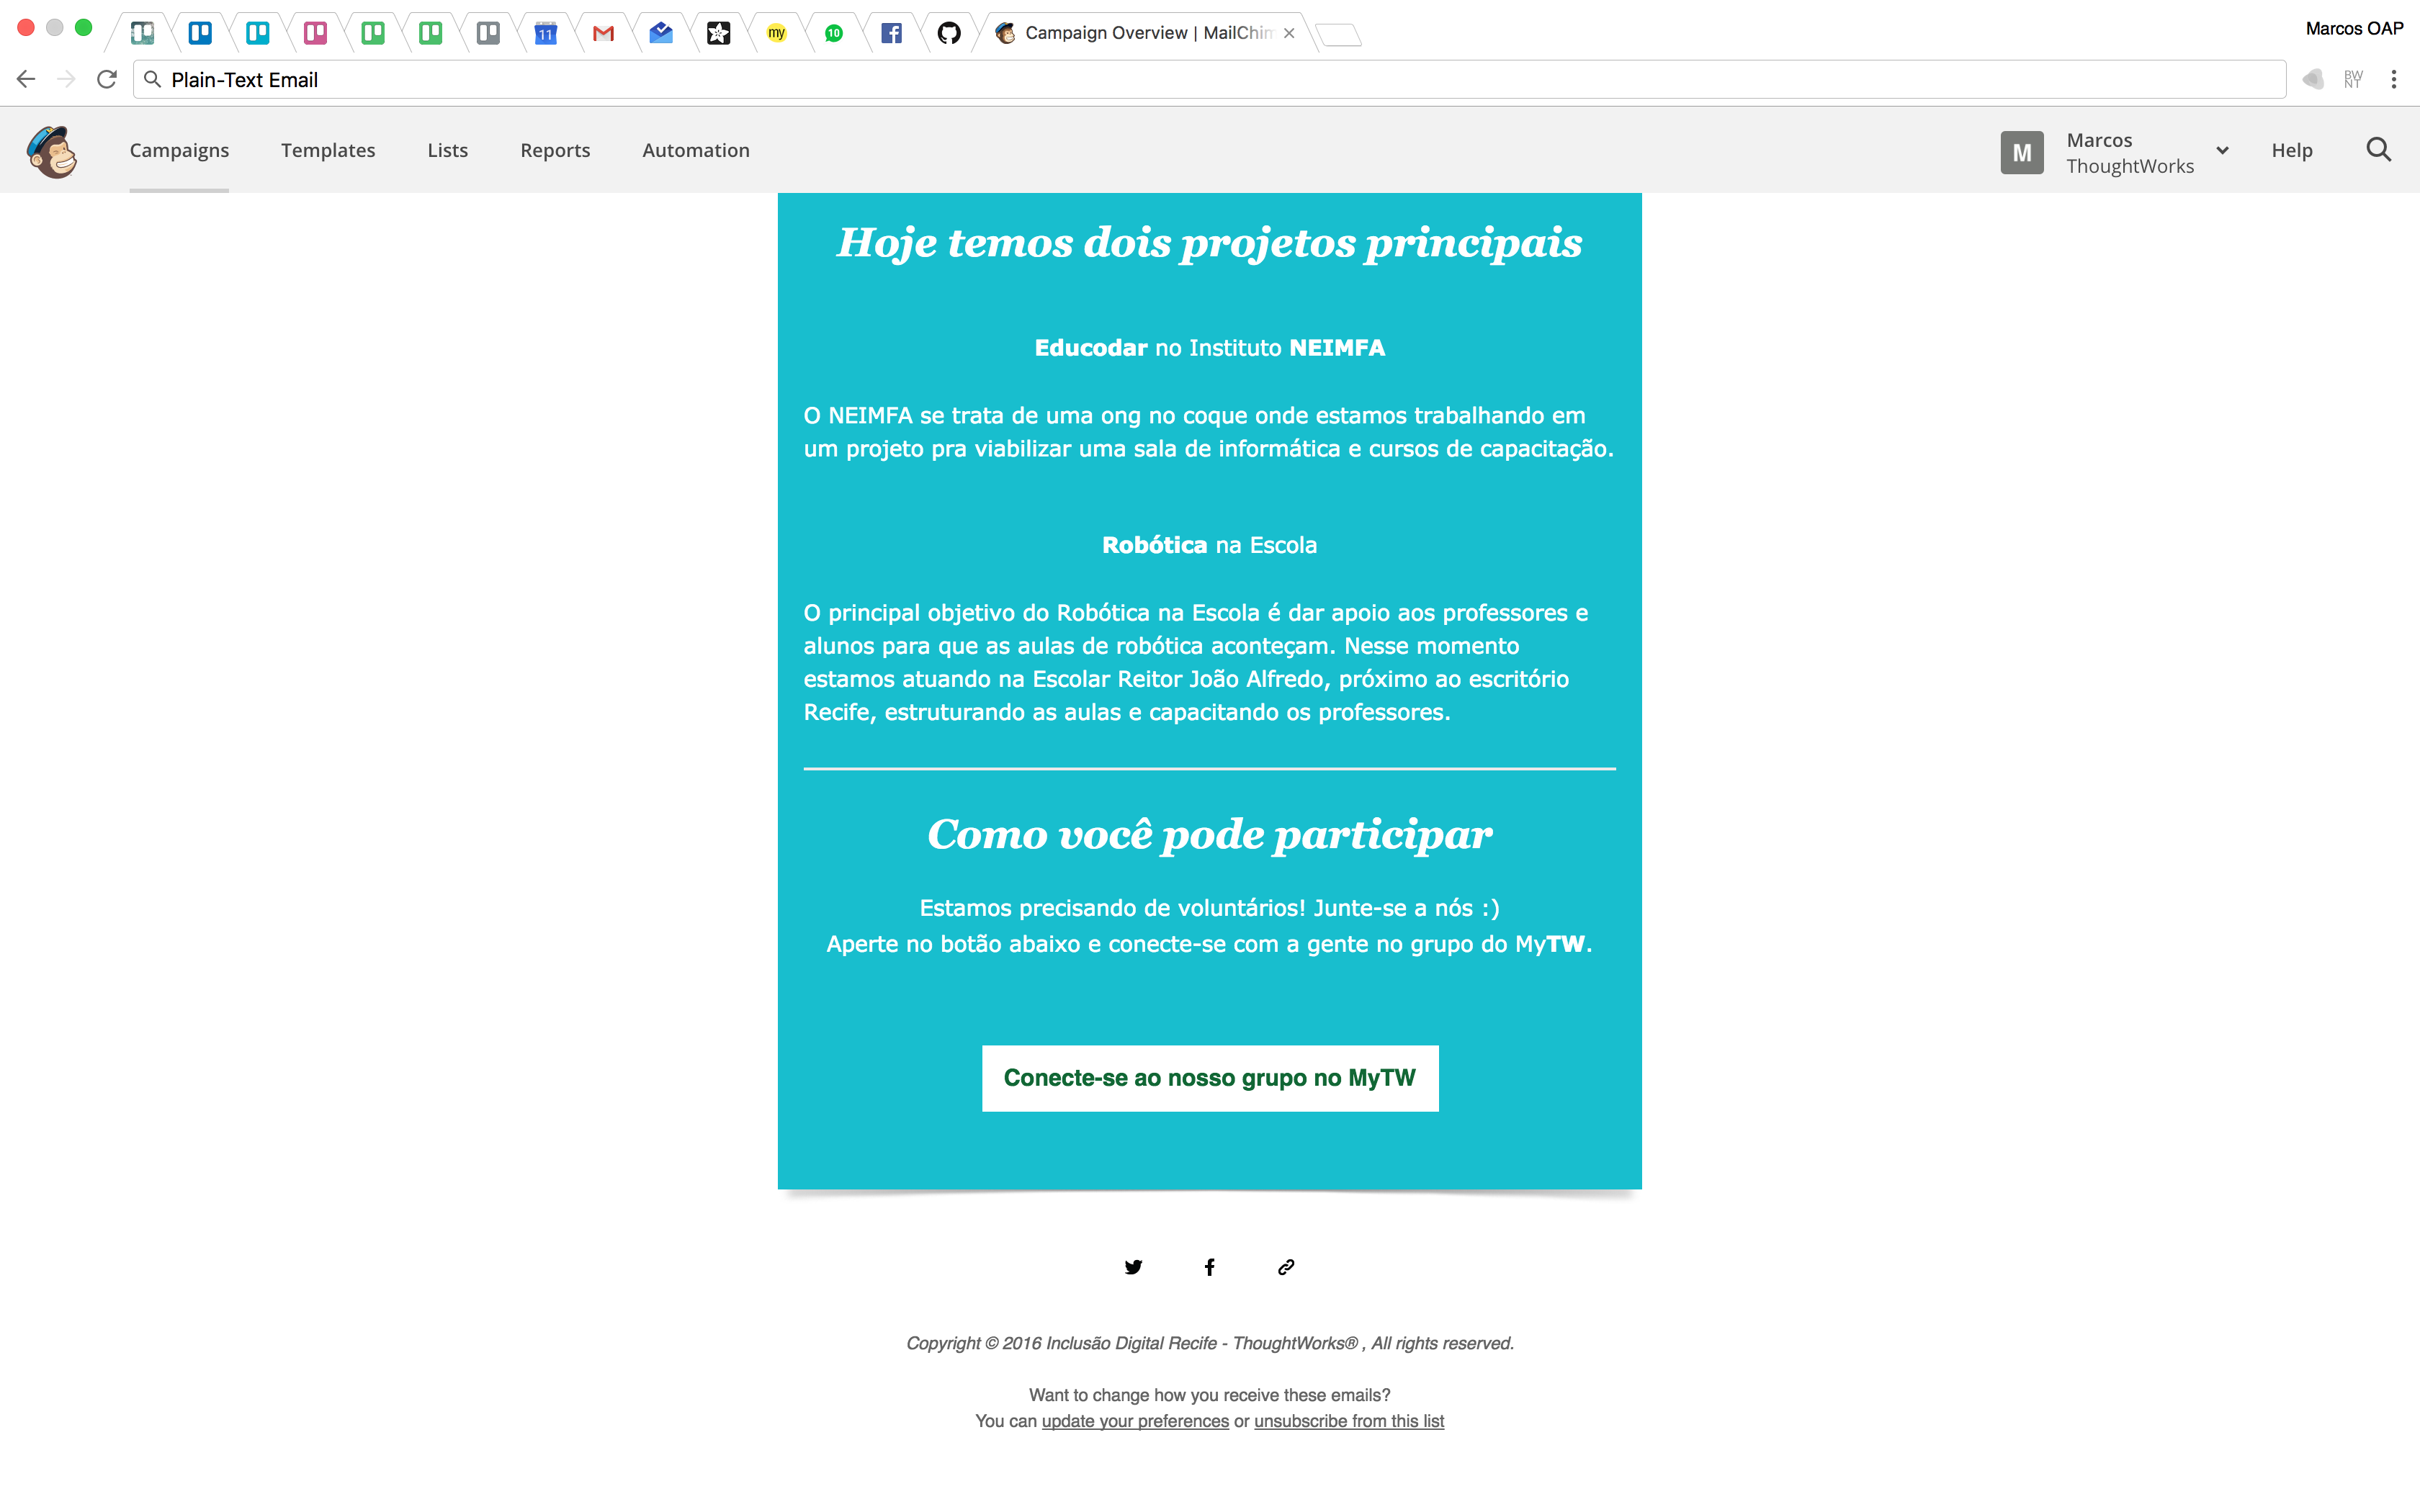 11
my
10
Campaign Overview | MailChim
Marcos OAP
Plain-Text Email
BW
NT
Campaigns
Templates
Lists
Reports
Automation
M
Marcos
ThoughtWorks
Help
Hoje temos dois projetos principais
Educodar no Instituto NEIMFA
O NEIMFA se trata de uma ong no coque onde estamos trabalhando em
um projeto pra viabilizar uma sala de informática e cursos de capacitação.
Robótica na Escola
O principal objetivo do Robótica na Escola é dar apoio aos professores e
alunos para que as aulas de robótica aconteçam. Nesse momento
estamos atuando na Escolar Reitor João Alfredo, próximo ao escritório
Recife, estruturando as aulas e capacitando os professores.
Como você pode participar
Estamos precisando de voluntários! Junte-se a nós :)
Aperte no botão abaixo e conecte-se com a gente no grupo do MyTW.
Conecte-se ao nosso grupo no MyTW
Copyright © 2016 Inclusão Digital Recife - ThoughtWorks® , All rights reserved.
Want to change how you receive these emails?
You can update your preferences or unsubscribe from this list